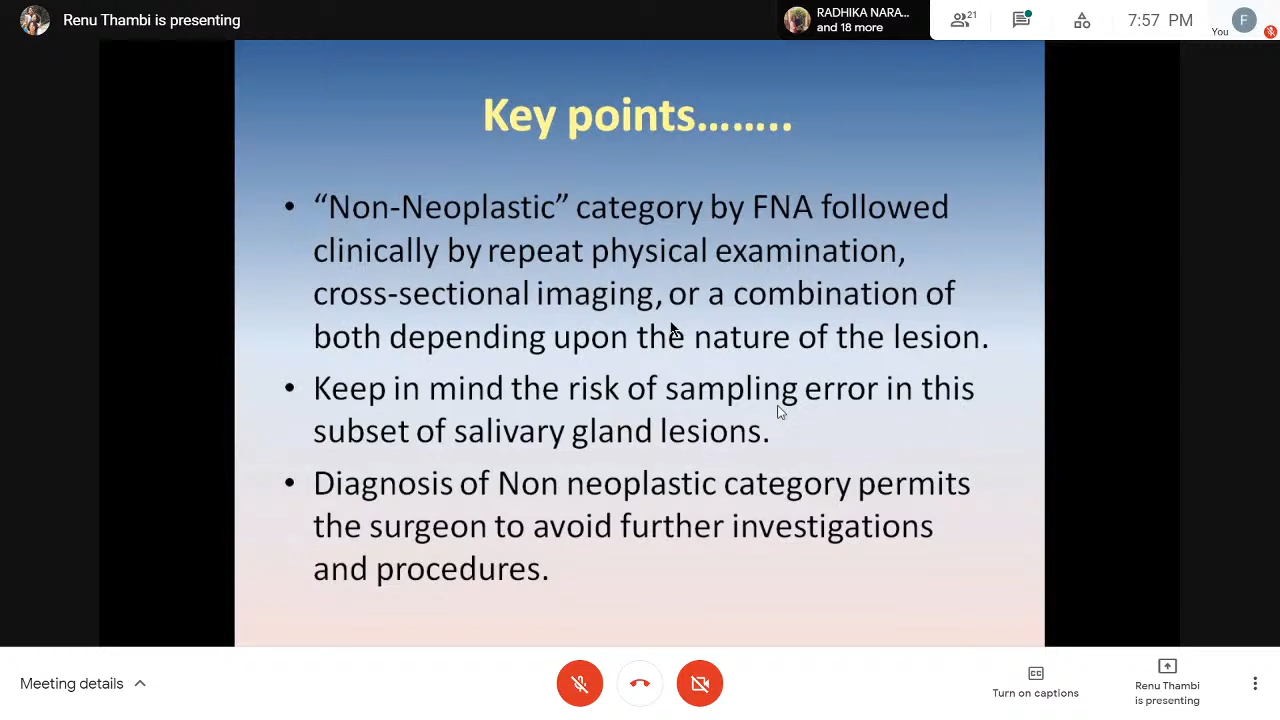 Renu Thambi is presenting
RADHIKA NARA...
and 18 more
21
7:57 PM
You
F
Key points……..
• “Non-Neoplastic” category by FNA followed
clinically by repeat physical examination,
cross-sectional imaging, or a combination of
both depending upon the nature of the lesion.
• Keep in mind the risk of sampling error in this
subset of salivary gland lesions.
• Diagnosis of Non neoplastic category permits
the surgeon to avoid further investigations
and procedures.
Meeting details
CC
Turn on captions
Renu Thambi
is presenting